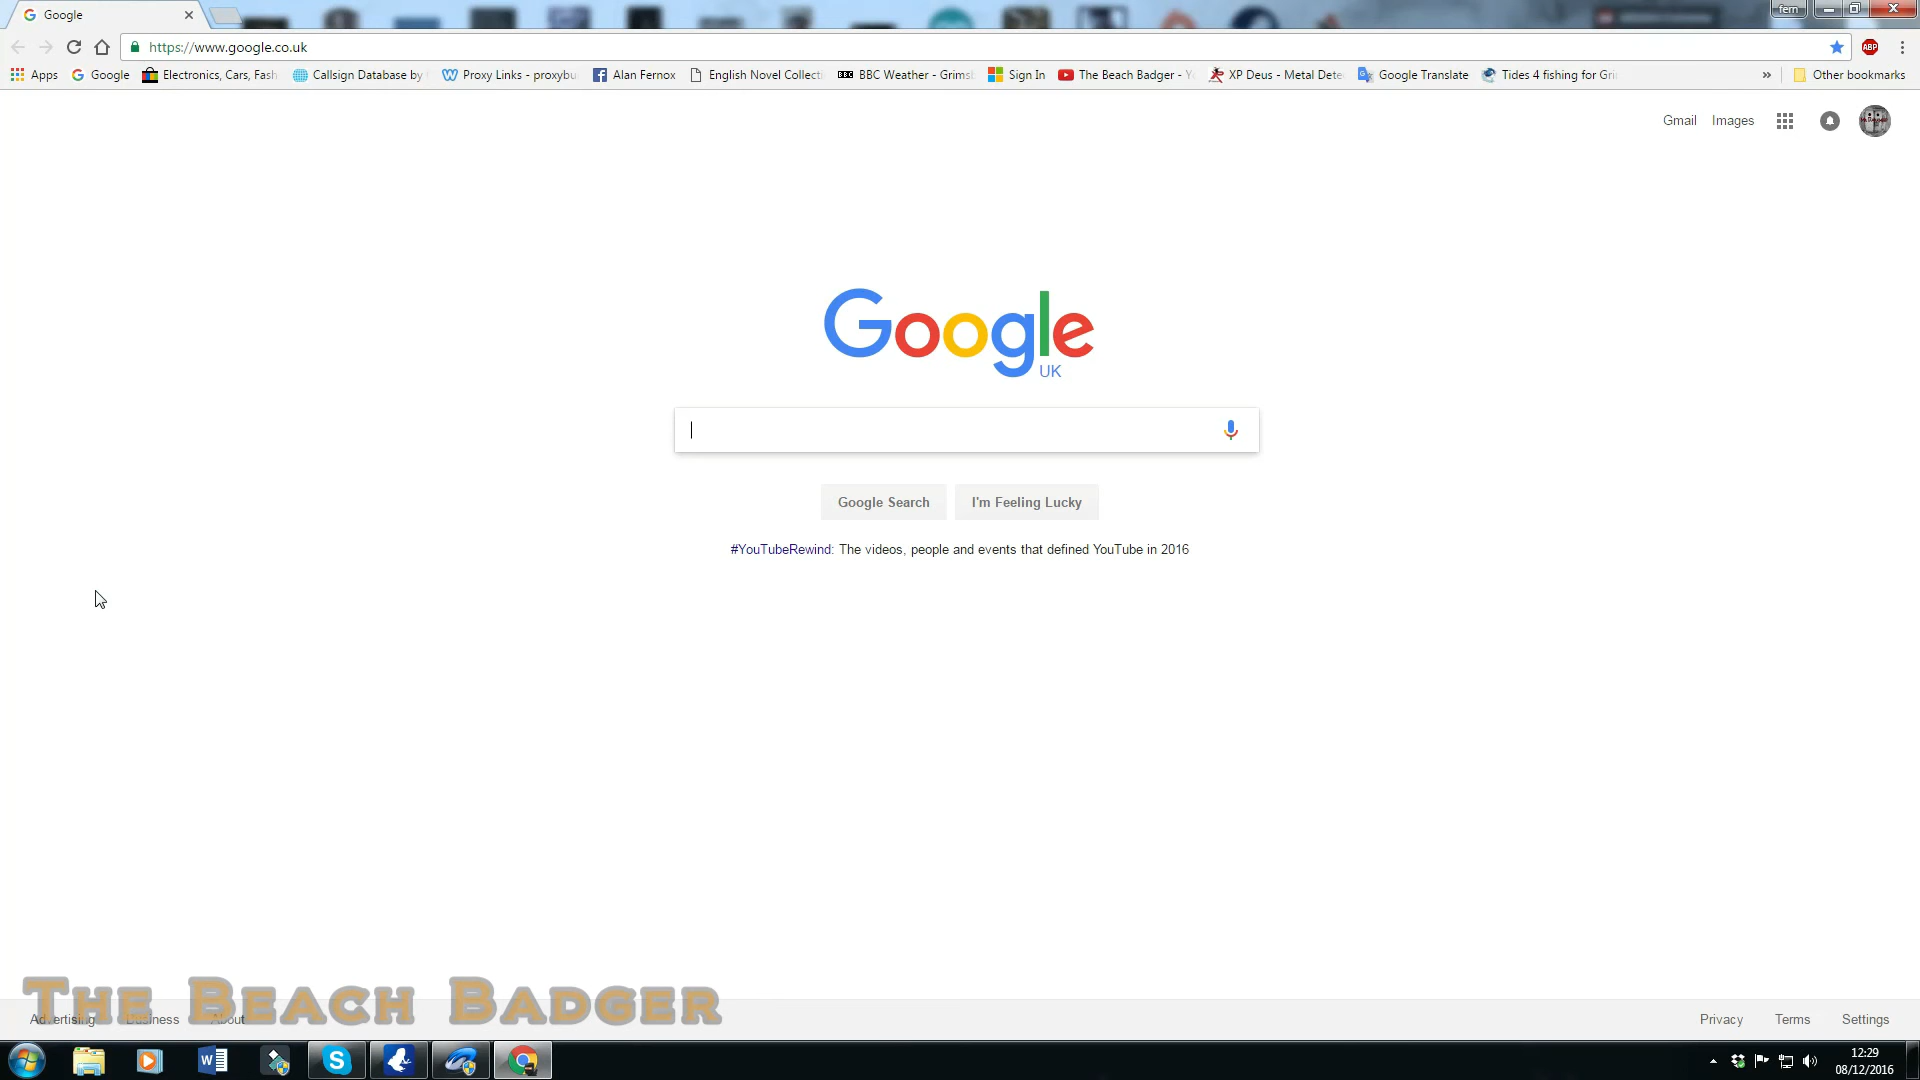 Google
fern
https://www.google.co.uk
Apps Google Electronics, Cars, Fash Callsign Database by Proxy Links - proxybu Alan Fernox English Novel Collecti BBC Weather - Grims Sign In The Beach Badger - Y XP Deus - Metal Dete Google Translate Tides 4 fishing for Gri » Other bookmarks
ABP
Gmail Images
Google
UK
Google Search I'm Feeling Lucky
#YouTubeRewind: The videos, people and events that defined YouTube in 2016
The Beach Badger
Advertising Business About Privacy Terms Settings
12:29
08/12/2016